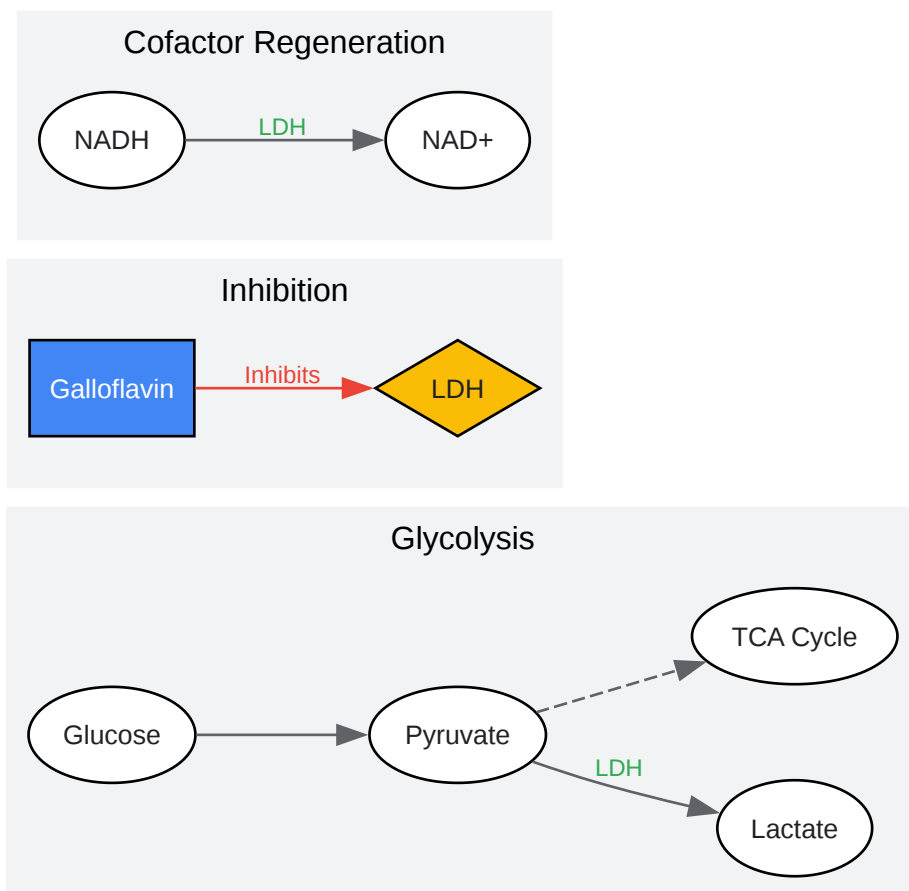 Cofactor Regeneration
NADH
LDH
NAD+
Inhibition
Galloflavin
Inhibits
LDH
Glycolysis
TCA Cycle
Glucose
Pyruvate
LDH
Lactate